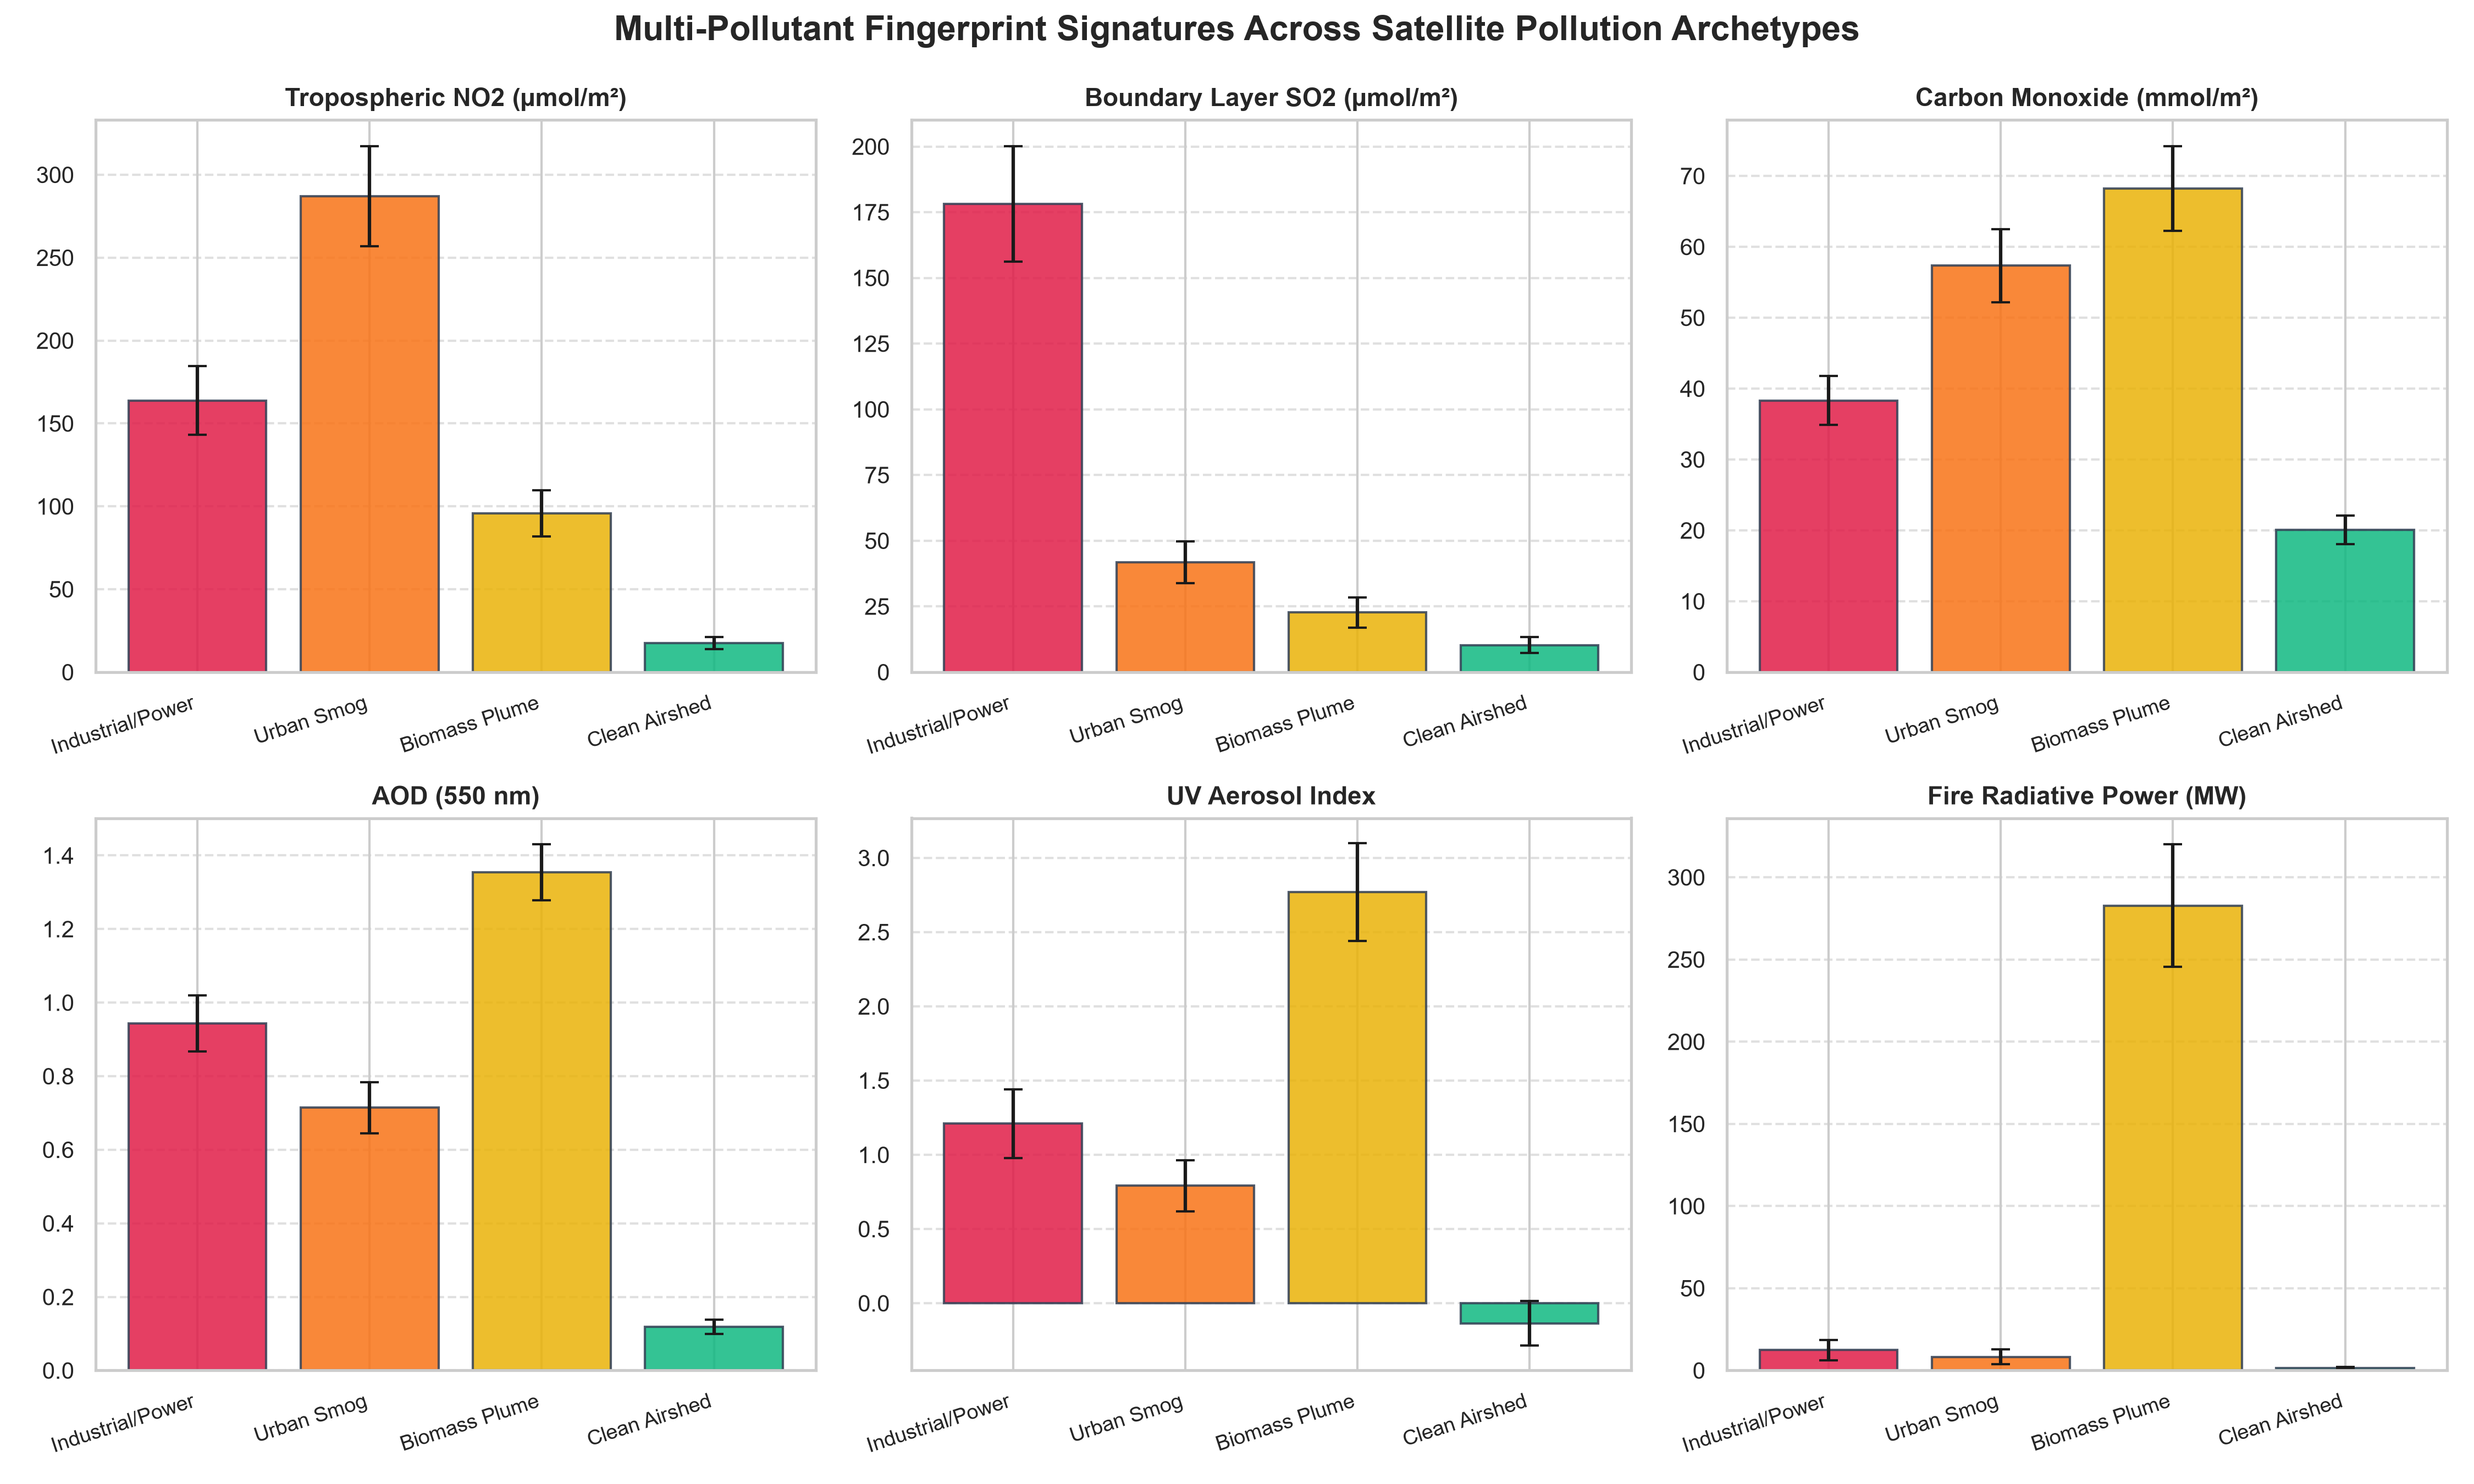 Multi-Pollutant Fingerprint Signatures Across Satellite Pollution Archetypes
Tropospheric NO2 (µmol/m²)
300
250
200
150
100
50
0
Industrial/Power
Urban Smog
Biomass Plume
Clean Airshed
Boundary Layer SO2 (µmol/m²)
200
175
150
125
100
75
50
25
0
Industrial/Power
Urban Smog
Biomass Plume
Clean Airshed
Carbon Monoxide (mmol/m²)
70
60
50
40
30
20
10
0
Industrial/Power
Urban Smog
Biomass Plume
Clean Airshed
AOD (550 nm)
1.4
1.2
1.0
0.8
0.6
0.4
0.2
0.0
Industrial/Power
Urban Smog
Biomass Plume
Clean Airshed
UV Aerosol Index
3.0
2.5
2.0
1.5
1.0
0.5
0.0
Industrial/Power
Urban Smog
Biomass Plume
Clean Airshed
Fire Radiative Power (MW)
300
250
200
150
100
50
0
Industrial/Power
Urban Smog
Biomass Plume
Clean Airshed